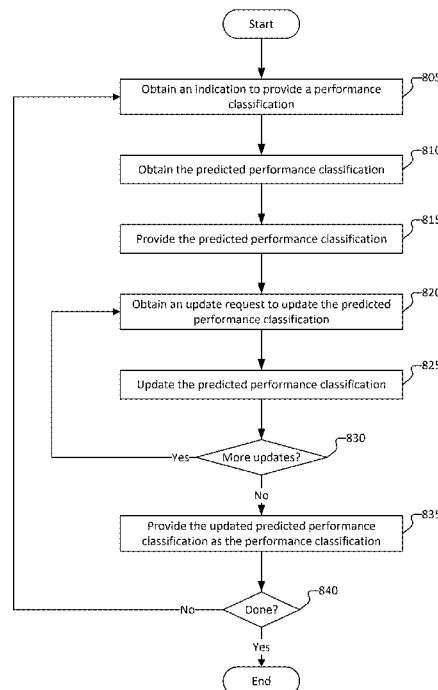 Start
Obtain an indication to provide a performance
classification
805
Obtain the predicted performance classification
810
Provide the predicted performance classification
815
Obtain an update request to update the predicted
performance classification
820
Update the predicted performance classification
825
More updates?
830
Yes
No
Provide the updated predicted performance
classification as the performance classification
835
Done?
840
No
Yes
End